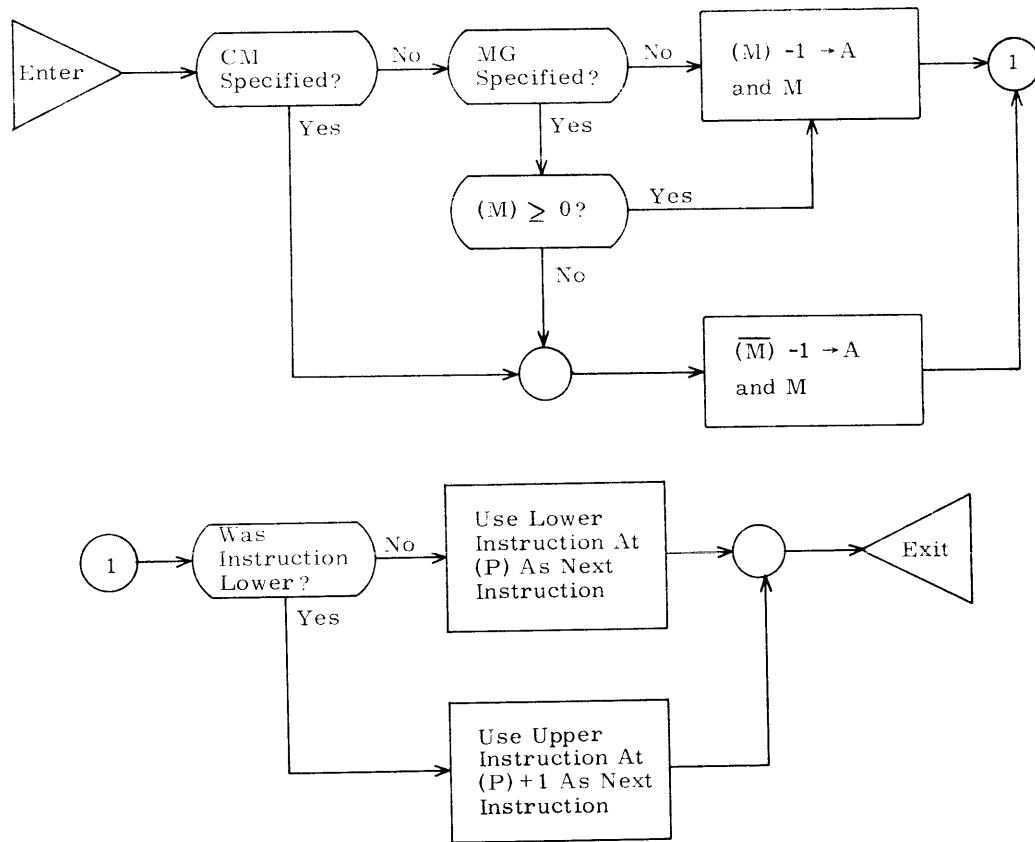 Enter
CM
Specified?
No
MG
Specified?
No
(M) -1 → A
and M
1
Yes
Yes
(M) ≥ 0?
Yes
No
(M̅) -1 → A
and M
1
Was
Instruction
Lower?
No
Use Lower
Instruction At
(P) As Next
Instruction
Exit
Yes
Use Upper
Instruction At
(P)+1 As Next
Instruction